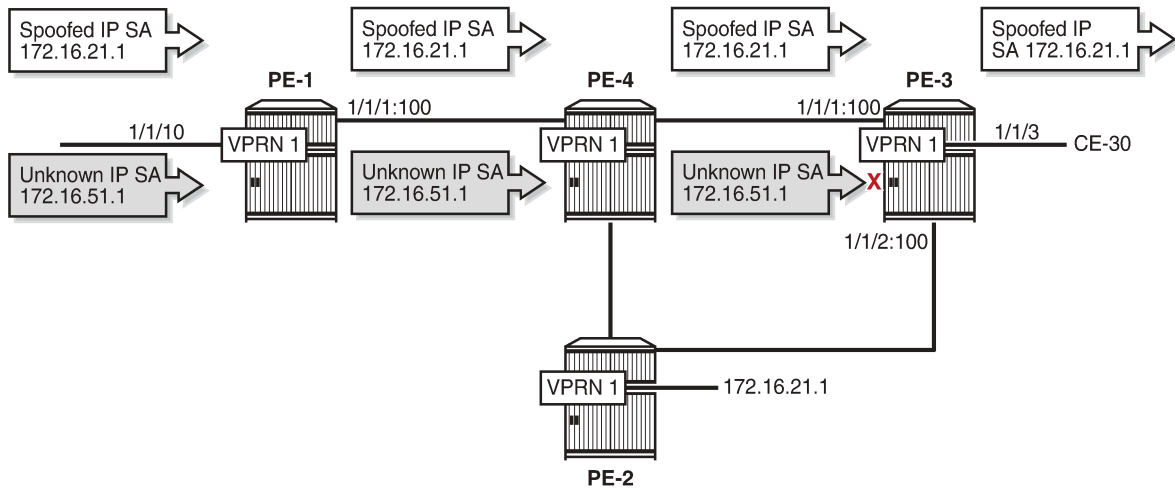 Spoofed IP SA
172.16.21.1
Spoofed IP SA
172.16.21.1
Spoofed IP SA
172.16.21.1
Spoofed IP
SA 172.16.21.1
PE-1
PE-4
PE-3
1/1/1:100
1/1/1:100
1/1/10
VPRN 1
VPRN 1
VPRN 1
1/1/3
CE-30
Unknown IP SA
172.16.51.1
Unknown IP SA
172.16.51.1
Unknown IP SA
172.16.51.1
X
1/1/2:100
VPRN 1
172.16.21.1
PE-2